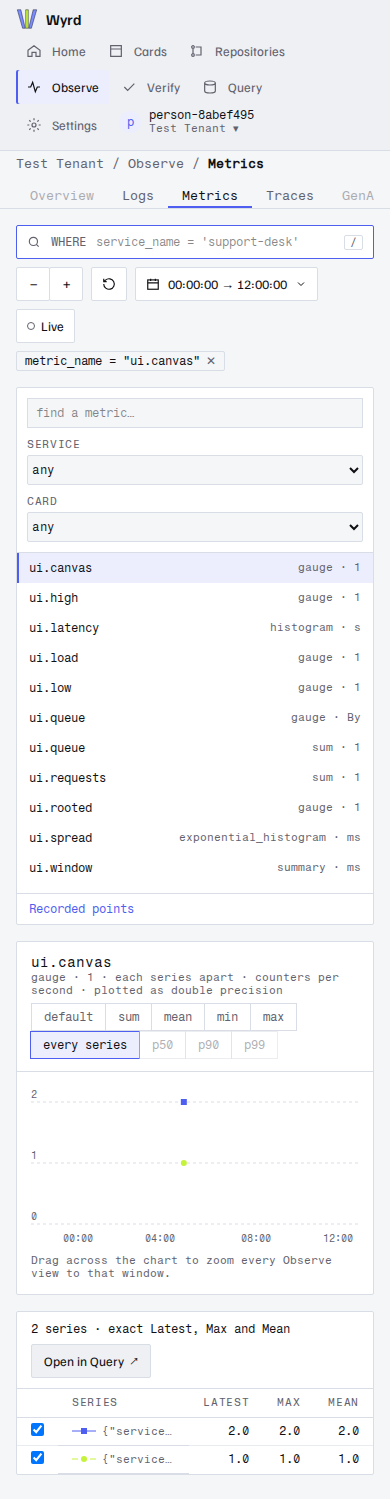 Wyrd
Home Cards Repositories
Observe Verify Query
Settings p person-8abef495
Test Tenant ▾
Test Tenant / Observe / Metrics
Overview Logs Metrics Traces GenA
WHERE service_name = 'support-desk' /
− + 00:00:00 → 12:00:00
Live
metric_name = "ui.canvas" ✕
find a metric…
SERVICE
any
CARD
any
ui.canvas gauge · 1
ui.high gauge · 1
ui.latency histogram · s
ui.load gauge · 1
ui.low gauge · 1
ui.queue gauge · By
ui.queue sum · 1
ui.requests sum · 1
ui.rooted gauge · 1
ui.spread exponential_histogram · ms
ui.window summary · ms
Recorded points
ui.canvas
gauge · 1 · each series apart · counters per
second · plotted as double precision
default sum mean min max
every series p50 p90 p99
2
1
0
00:00 04:00 08:00 12:00
Drag across the chart to zoom every Observe
view to that window.
2 series · exact Latest, Max and Mean
Open in Query ↗
SERIES LATEST MAX MEAN
{"service… 2.0 2.0 2.0
{"service… 1.0 1.0 1.0